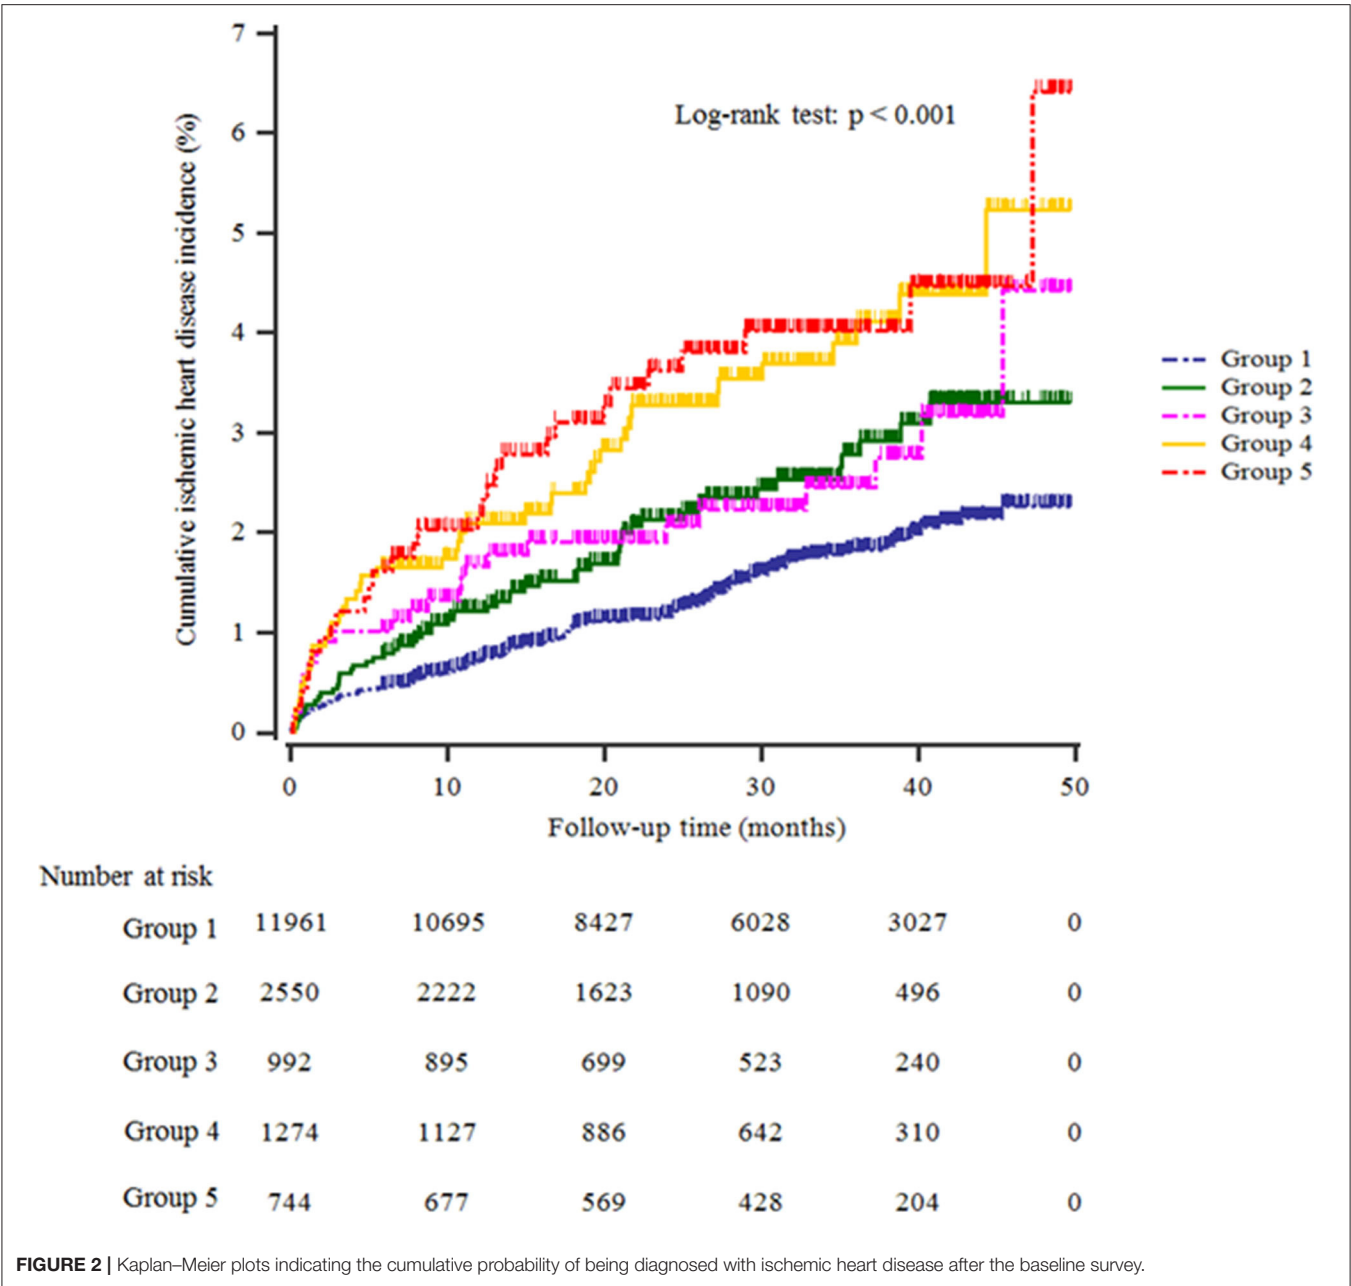 7
6
5
4
3
2
1
0
Cumulative ischemic heart disease incidence (%)
Log-rank test: p < 0.001
Group 1
Group 2
Group 3
Group 4
Group 5
0 10 20 30 40 50
Follow-up time (months)
Number at risk
Group 1 11961 10695 8427 6028 3027 0
Group 2 2550 2222 1623 1090 496 0
Group 3 992 895 699 523 240 0
Group 4 1274 1127 886 642 310 0
Group 5 744 677 569 428 204 0
FIGURE 2 | Kaplan–Meier plots indicating the cumulative probability of being diagnosed with ischemic heart disease after the baseline survey.